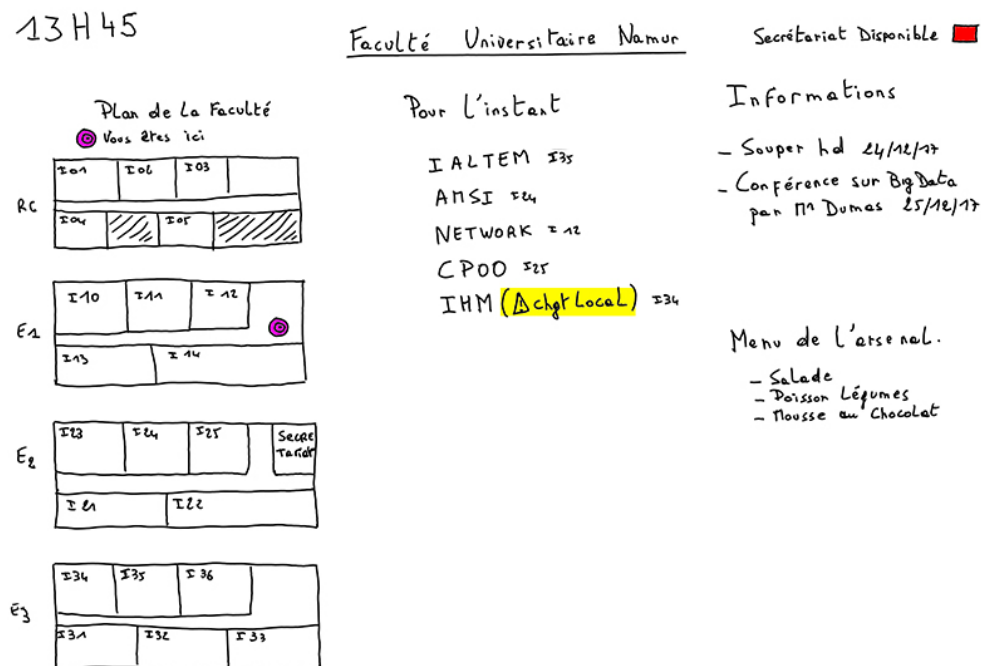 13H45
Faculté Universitaire Namur
Secrétariat Disponible
Plan de La Faculté
Vous êtes ici
RC
I01 I02 I03
I04 I05
E1
I10 I11 I12
I13 I14
E2
I23 I24 I25 Secré
tariat
I21 I22
E3
I34 I35 I36
I31 I32 I33
Pour l'instant
IALTEM I35
AMSI I24
NETWORK I12
CPOO I25
IHM (⚠ chgt Local) I34
Informations
- Souper hd 24/12/17
- Conférence sur BigData
par Mr Dumas 25/12/17
Menu de l'arsenal.
- Salade
- Poisson Légumes
- Mousse au Chocolat